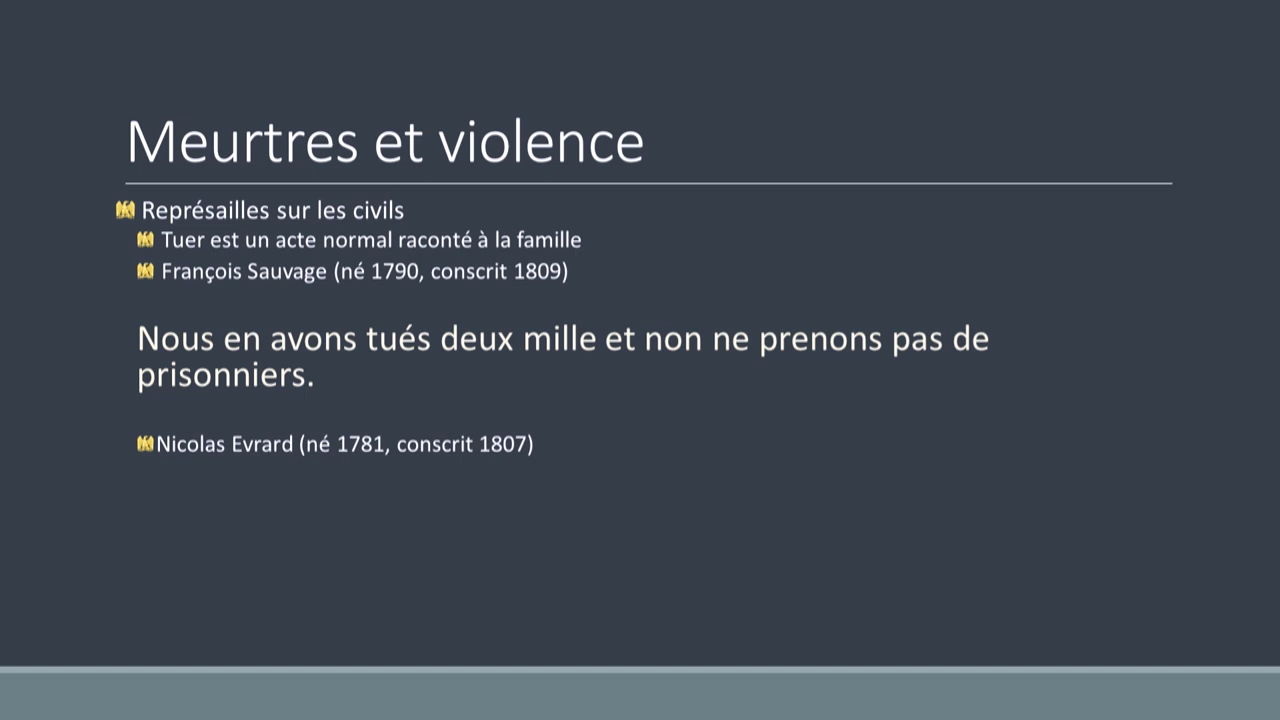 Meurtres et violence
Représailles sur les civils
Tuer est un acte normal raconté à la famille
François Sauvage (né 1790, conscrit 1809)
Nous en avons tués deux mille et non ne prenons pas de
prisonniers.
Nicolas Evrard (né 1781, conscrit 1807)